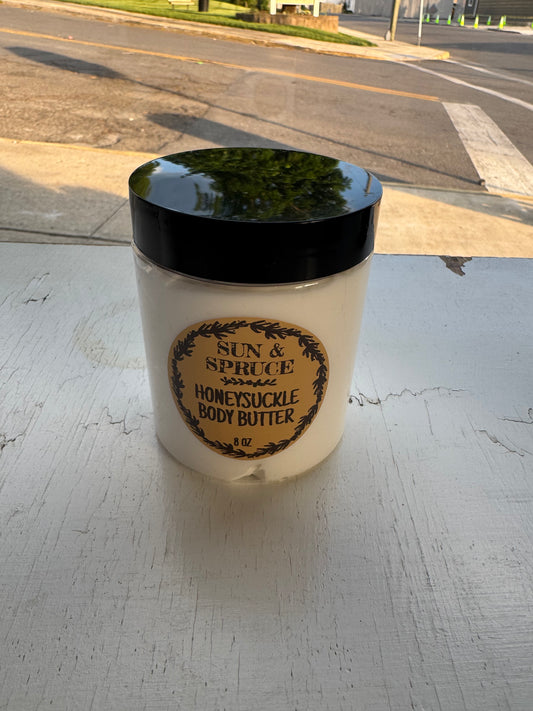 SUN &
SPRUCE
HONEYSUCKLE
BODY BUTTER
8 OZ